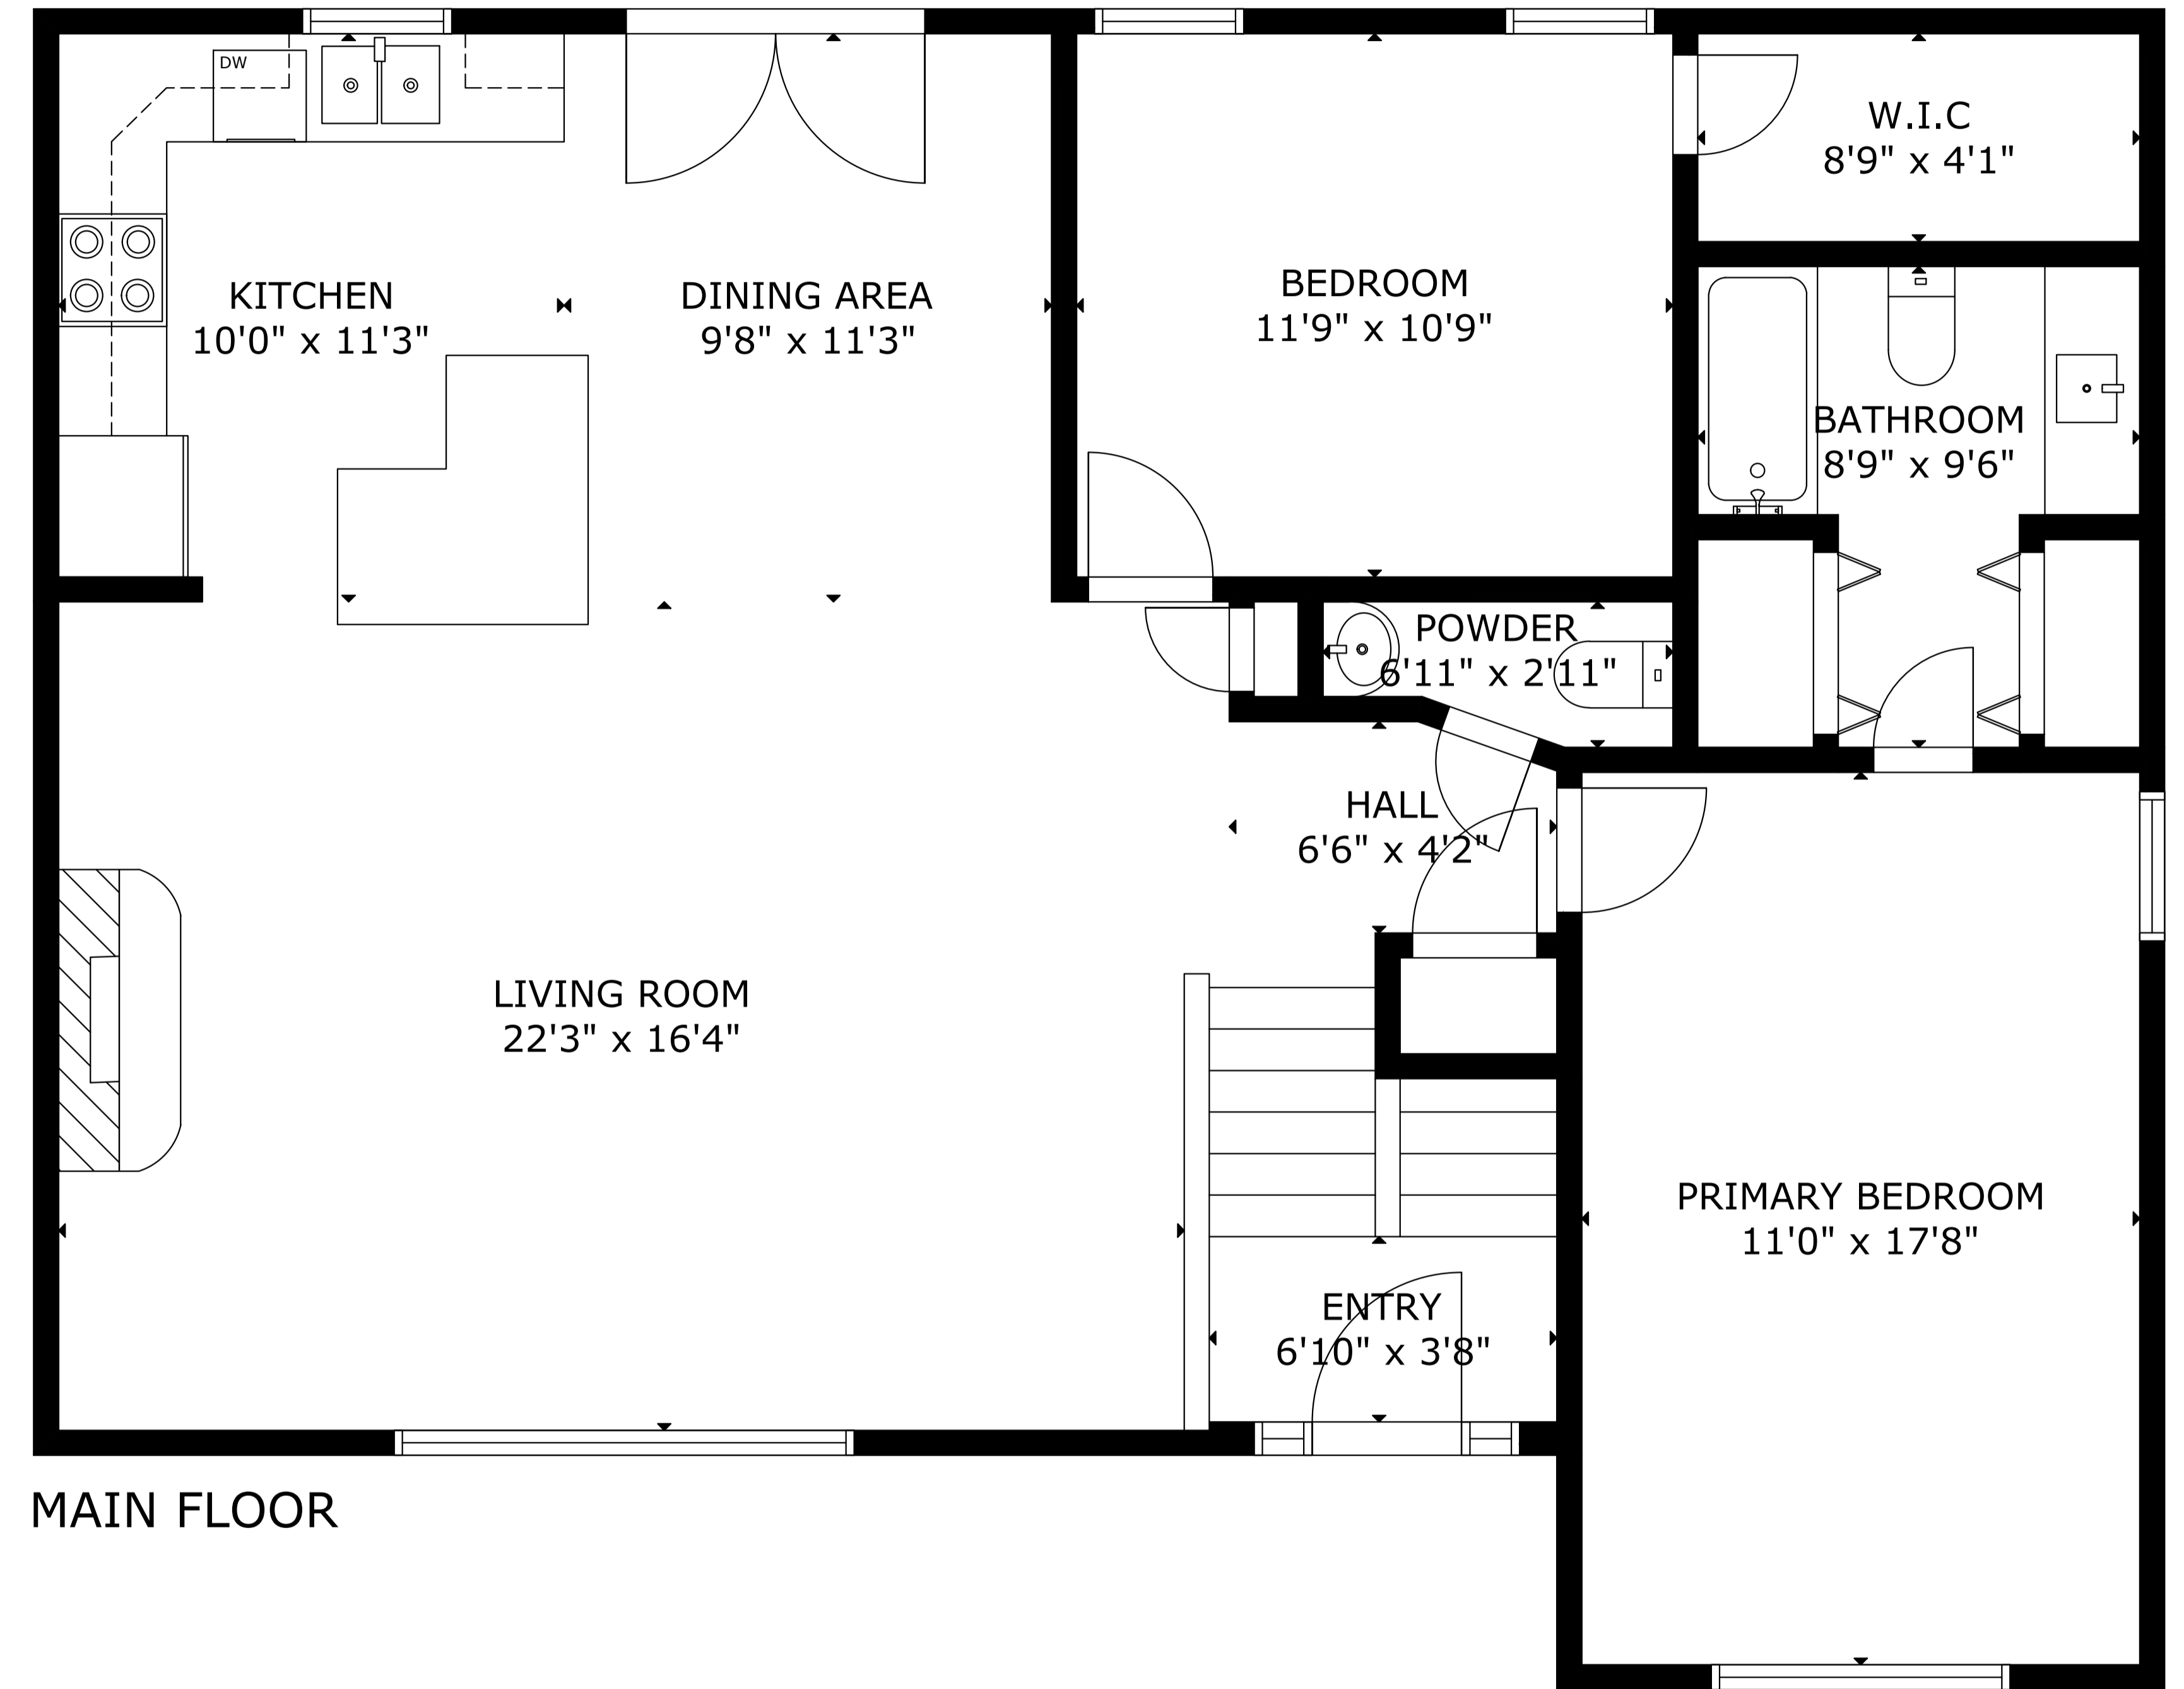 DW
W.I.C
8'9" x 4'1"
KITCHEN
10'0" x 11'3"
DINING AREA
9'8" x 11'3"
BEDROOM
11'9" x 10'9"
BATHROOM
8'9" x 9'6"
POWDER
6'11" x 2'11"
HALL
6'6" x 4'2"
LIVING ROOM
22'3" x 16'4"
PRIMARY BEDROOM
11'0" x 17'8"
ENTRY
6'10" x 3'8"
MAIN FLOOR